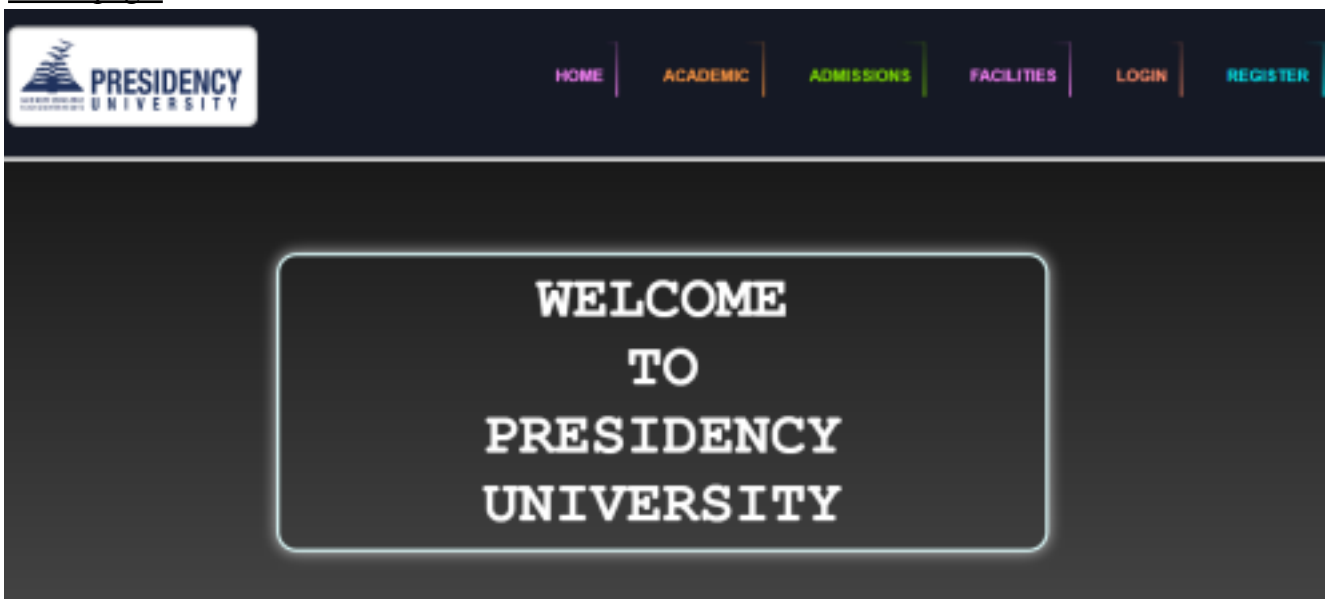 PRESIDENCY
UNIVERSITY
HOME ACADEMIC ADMISSIONS FACILITIES LOGIN REGISTER
WELCOME
TO
PRESIDENCY
UNIVERSITY